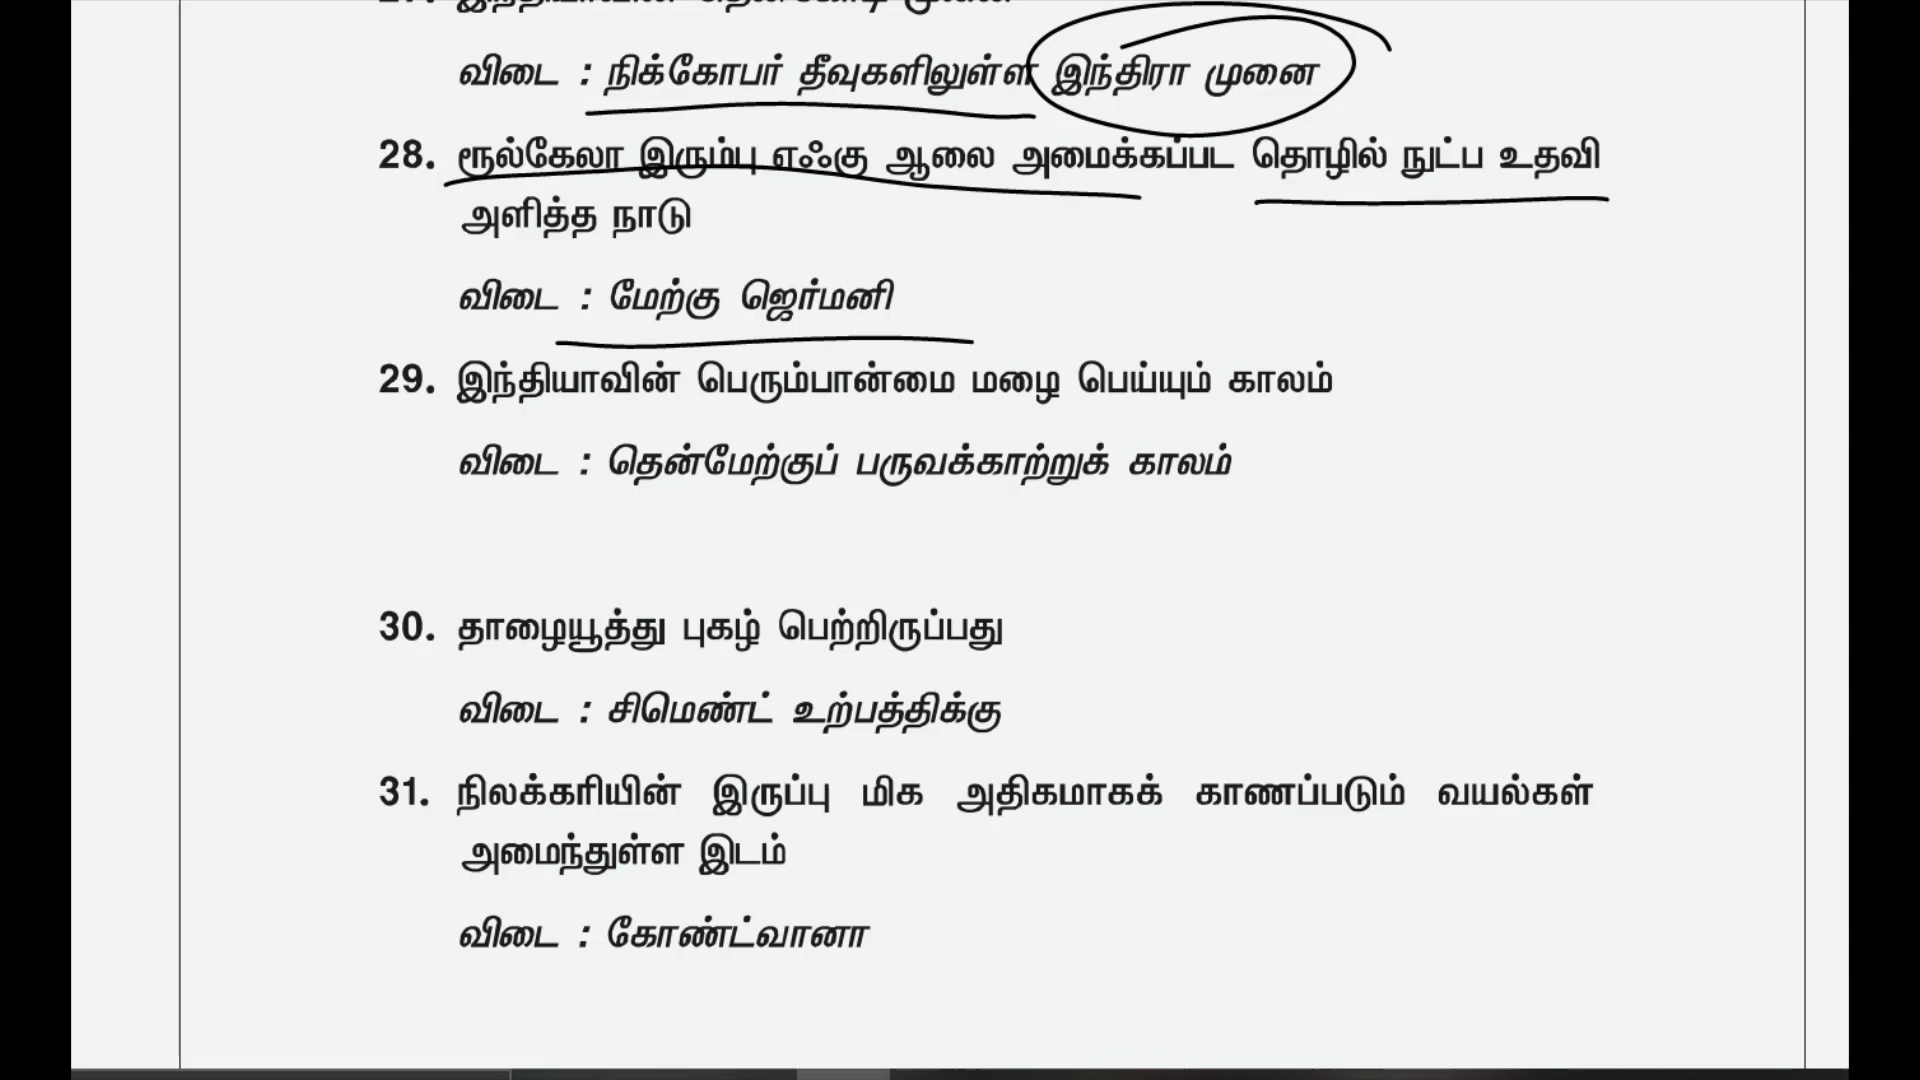 27. இந்தியாவின் தென்கோடி முனை
விடை : நிக்கோபர் தீவுகளிலுள்ள இந்திரா முனை
28. ரூல்கேலா இரும்பு எஃகு ஆலை அமைக்கப்பட தொழில் நுட்ப உதவி
அளித்த நாடு
விடை : மேற்கு ஜெர்மனி
29. இந்தியாவின் பெரும்பான்மை மழை பெய்யும் காலம்
விடை : தென்மேற்குப் பருவக்காற்றுக் காலம்
30. தாழையூத்து புகழ் பெற்றிருப்பது
விடை : சிமெண்ட் உற்பத்திக்கு
31. நிலக்கரியின் இருப்பு மிக அதிகமாகக் காணப்படும் வயல்கள்
அமைந்துள்ள இடம்
விடை : கோண்ட்வானா